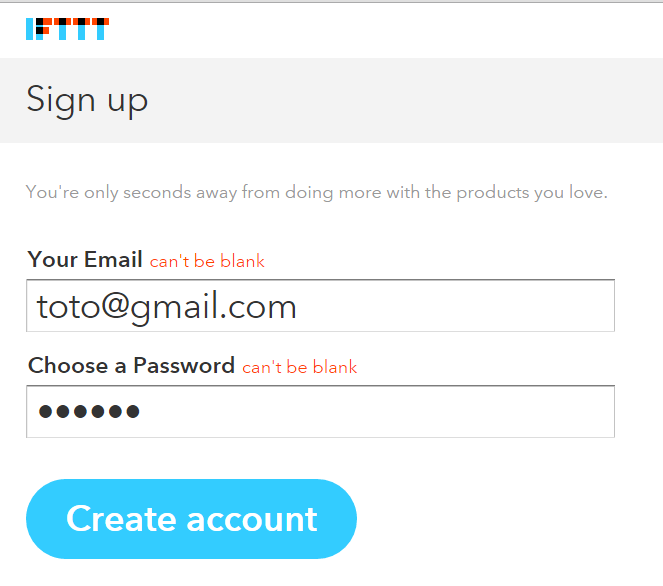 IFTTT
Sign up
You're only seconds away from doing more with the products you love.
Your Email can't be blank
toto@gmail.com
Choose a Password can't be blank
●●●●●●
Create account